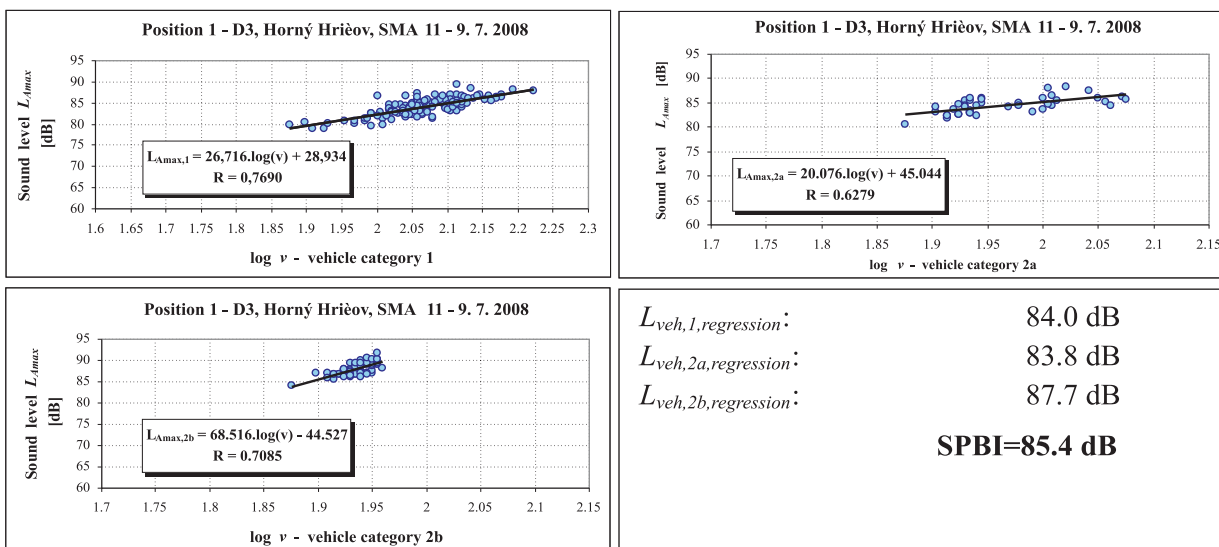 Position 1 - D3, Horný Hrièov, SMA 11 - 9. 7. 2008
Sound level LAmax
[dB]
95
90
85
80
75
70
65
60
LAmax,1 = 26,716.log(v) + 28,934
R = 0,7690
1.6 1.65 1.7 1.75 1.8 1.85 1.9 1.95 2 2.05 2.1 2.15 2.2 2.25 2.3
log v - vehicle category 1
Position 1 - D3, Horný Hrièov, SMA 11 - 9. 7. 2008
Sound level LAmax [dB]
95
90
85
80
75
70
65
60
LAmax,2a = 20.076.log(v) + 45.044
R = 0.6279
1.7 1.75 1.8 1.85 1.9 1.95 2 2.05 2.1 2.15
log v - vehicle category 2a
Position 1 - D3, Horný Hrièov, SMA 11 - 9. 7. 2008
Sound level LAmax
[dB]
95
90
85
80
75
70
65
60
LAmax,2b = 68.516.log(v) - 44.527
R = 0.7085
1.7 1.75 1.8 1.85 1.9 1.95 2 2.05 2.1 2.15
log v - vehicle category 2b
Lveh,1,regression: 84.0 dB
Lveh,2a,regression: 83.8 dB
Lveh,2b,regression: 87.7 dB
SPBI=85.4 dB